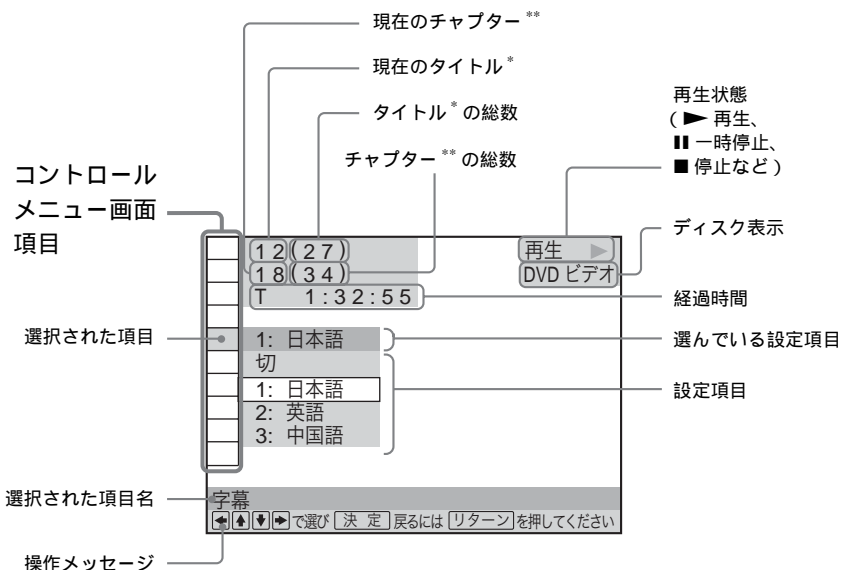 現在のチャプター**
現在のタイトル*
タイトル*の総数
チャプター**の総数
再生状態
(▶ 再生、
❚❚ 一時停止、
■ 停止など)
コントロール
メニュー画面
項目
ディスク表示
12(27)
18(34)
T 1:32:55
再生 ▶
DVD ビデオ
経過時間
選択された項目
1: 日本語
選んでいる設定項目
切
1: 日本語
2: 英語
3: 中国語
設定項目
選択された項目名
字幕
←↑↓→で選び 決 定 戻るには リターン を押してください
操作メッセージ